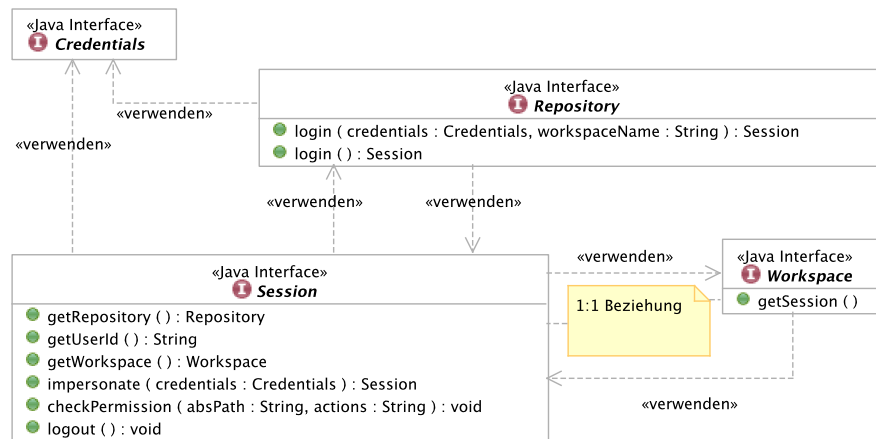 «Java Interface»
I Credentials
«verwenden»
«verwenden»
«Java Interface»
I Repository
login ( credentials : Credentials, workspaceName : String ) : Session
login ( ) : Session
«verwenden»
«verwenden»
«Java Interface»
I Session
getRepository ( ) : Repository
getUserId ( ) : String
getWorkspace ( ) : Workspace
impersonate ( credentials : Credentials ) : Session
checkPermission ( absPath : String, actions : String ) : void
logout ( ) : void
«verwenden»
1:1 Beziehung
«Java Interface»
I Workspace
getSession ( )
«verwenden»